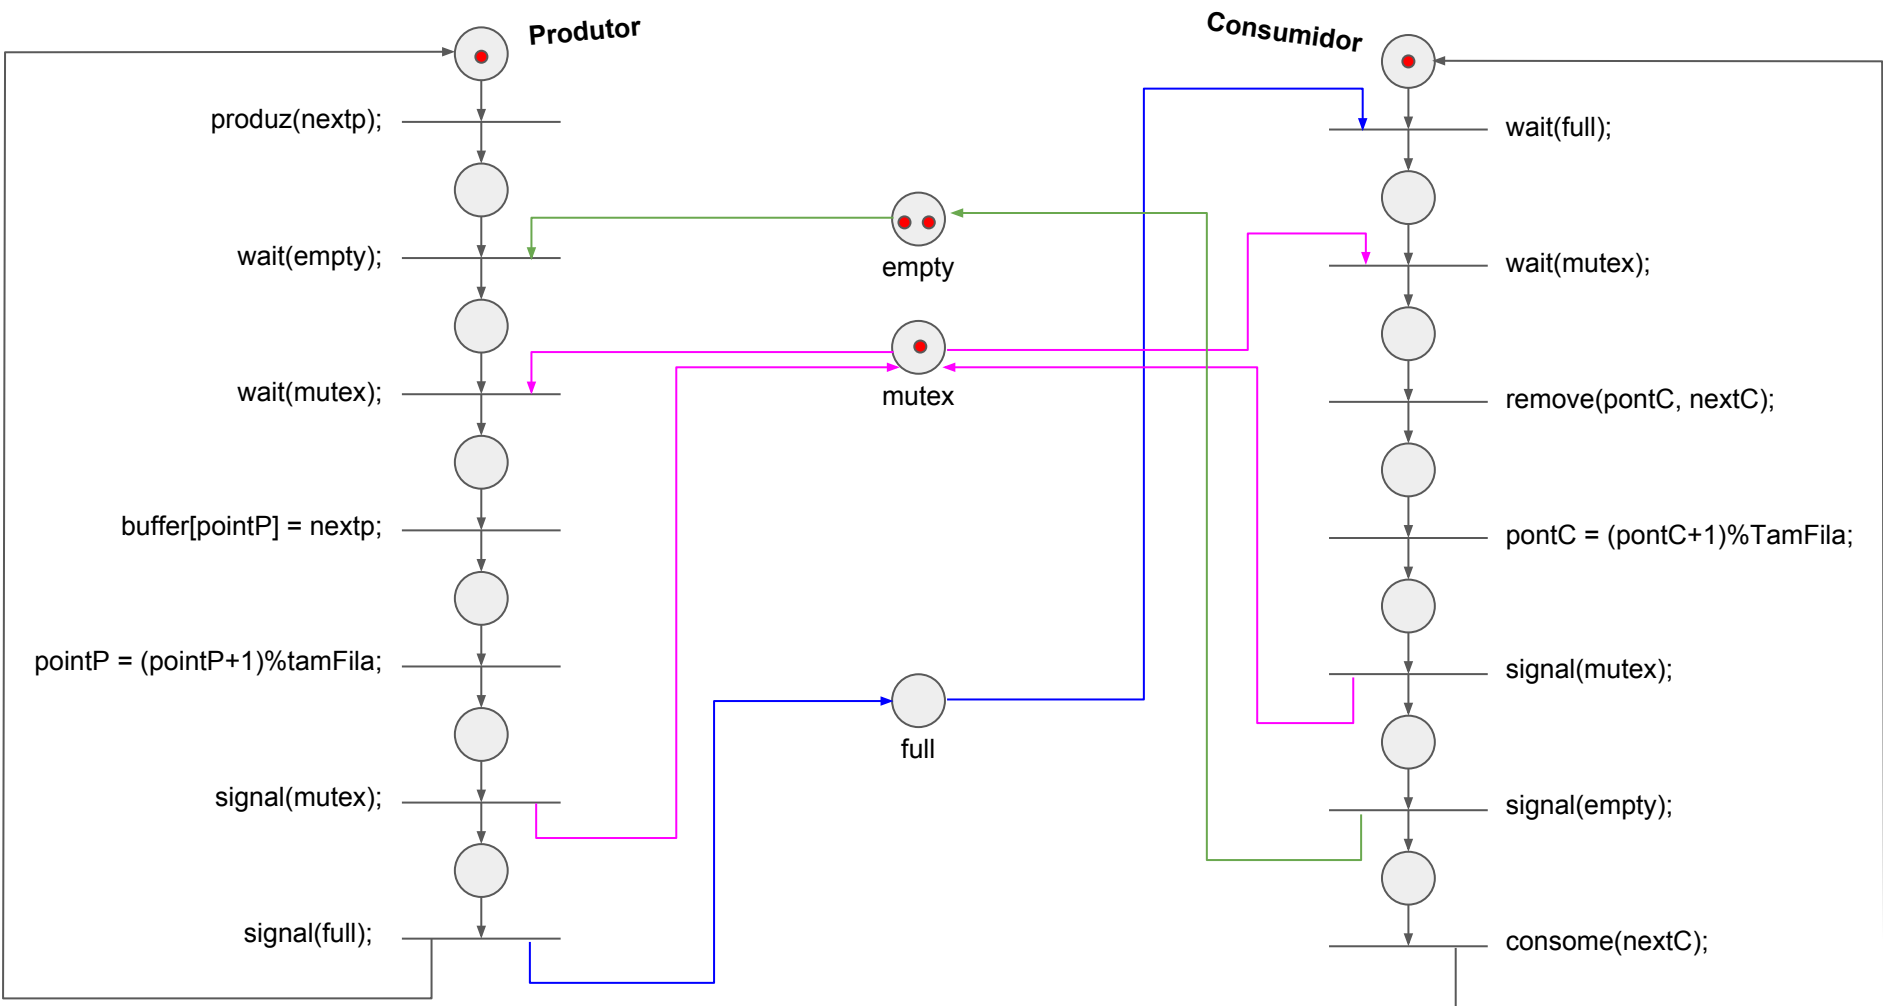 Produtor
produz(nextp);
wait(empty);
wait(mutex);
buffer[pointP] = nextp;
pointP = (pointP+1)%tamFila;
signal(mutex);
signal(full);
empty
mutex
full
Consumidor
wait(full);
wait(mutex);
remove(pontC, nextC);
pontC = (pontC+1)%TamFila;
signal(mutex);
signal(empty);
consome(nextC);